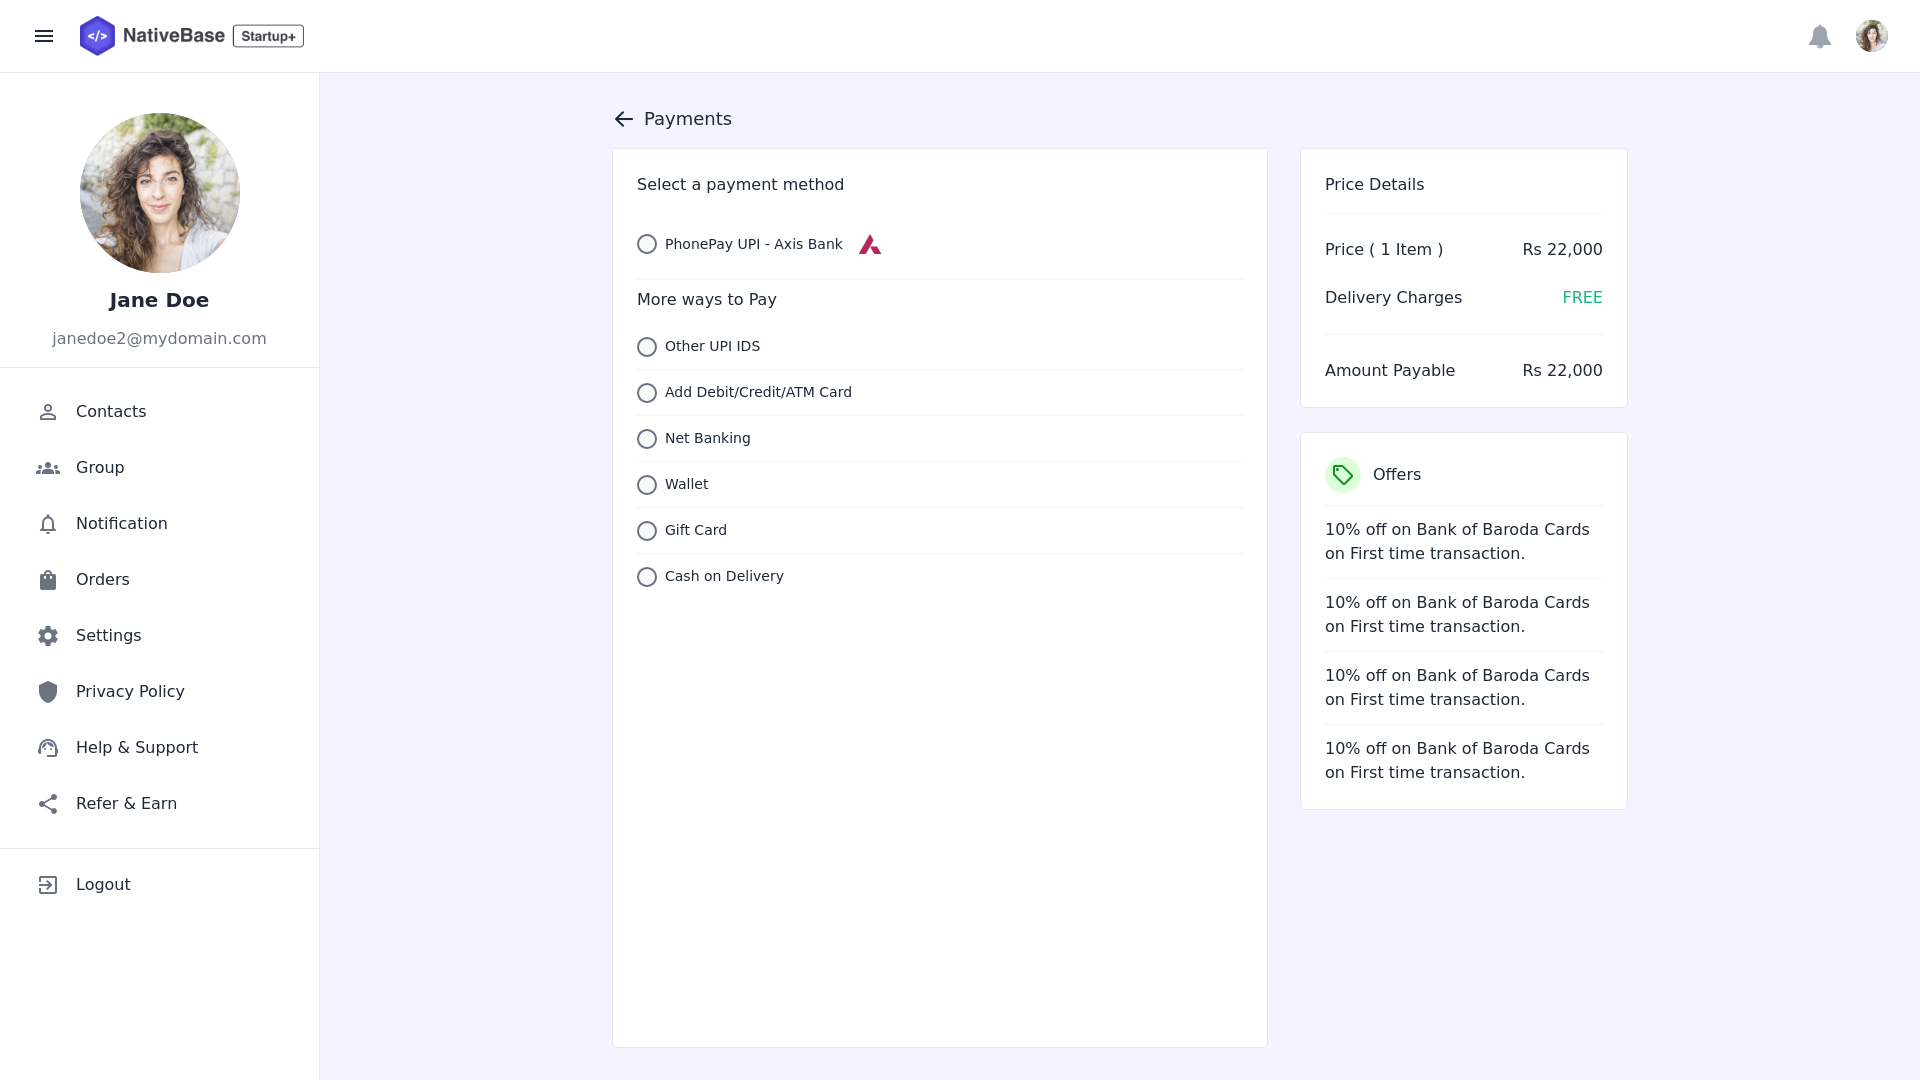 </> NativeBase Startup+
Jane Doe
janedoe2@mydomain.com
Contacts
Group
Notification
Orders
Settings
Privacy Policy
Help & Support
Refer & Earn
Logout
Payments
Select a payment method
PhonePay UPI - Axis Bank
More ways to Pay
Other UPI IDS
Add Debit/Credit/ATM Card
Net Banking
Wallet
Gift Card
Cash on Delivery
Price Details
Price ( 1 Item ) Rs 22,000
Delivery Charges FREE
Amount Payable Rs 22,000
Offers
10% off on Bank of Baroda Cards
on First time transaction.
10% off on Bank of Baroda Cards
on First time transaction.
10% off on Bank of Baroda Cards
on First time transaction.
10% off on Bank of Baroda Cards
on First time transaction.